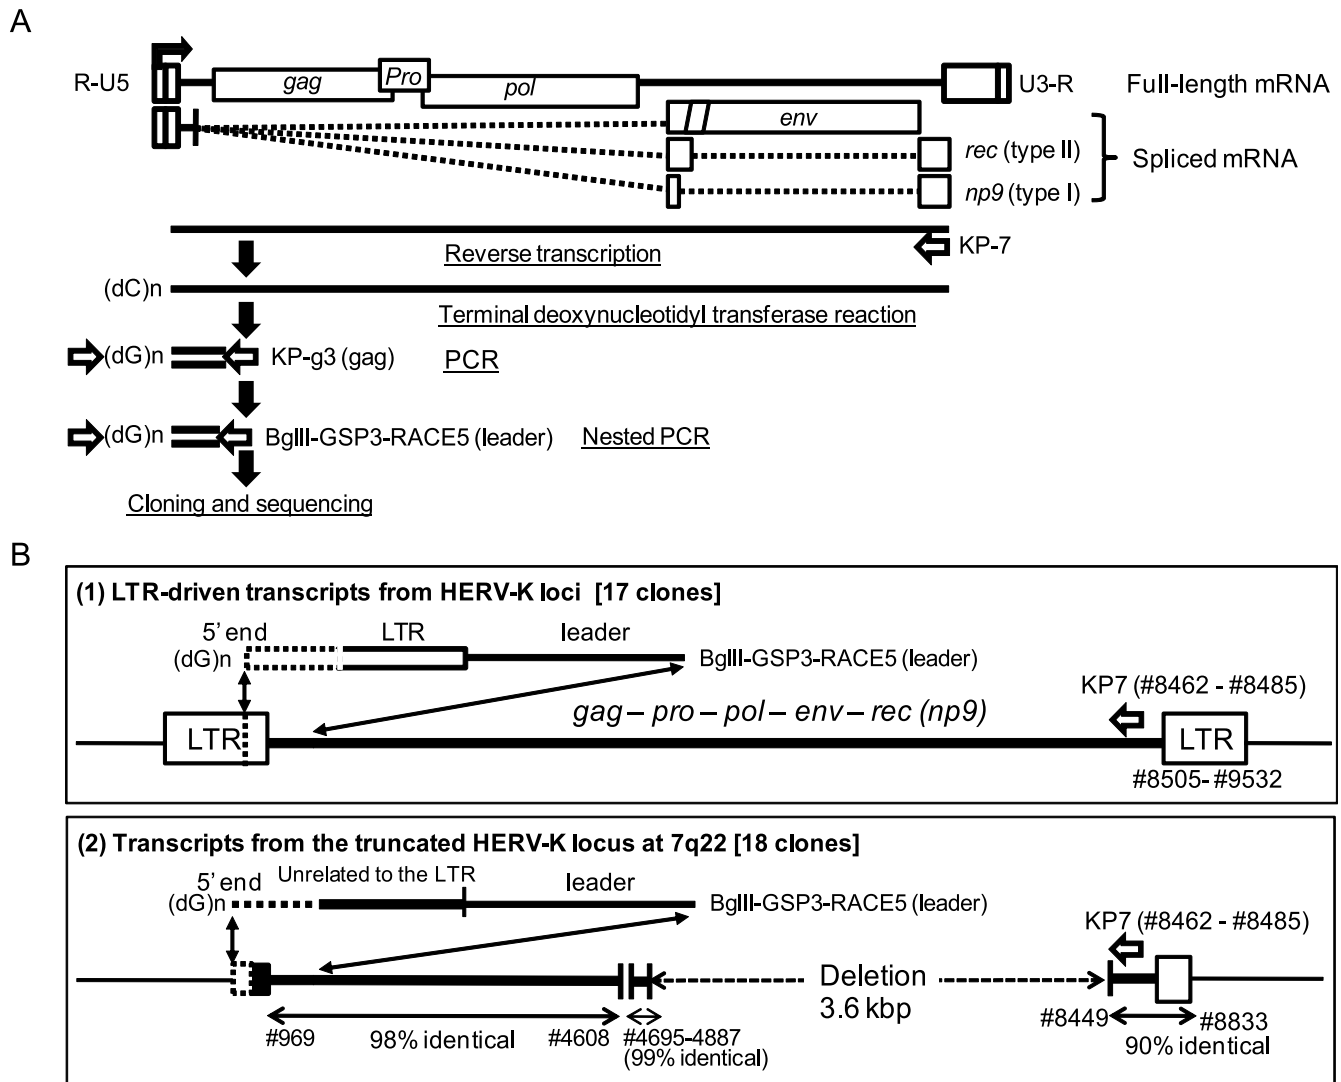 A
R-U5
gag
Pro
pol
U3-R
Full-length mRNA
env
rec (type II)
Spliced mRNA
np9 (type I)
KP-7
Reverse transcription
(dC)n
Terminal deoxynucleotidyl transferase reaction
(dG)n
KP-g3 (gag)
PCR
(dG)n
BglII-GSP3-RACE5 (leader)
Nested PCR
Cloning and sequencing
B
(1) LTR-driven transcripts from HERV-K loci [17 clones]
5' end
LTR
leader
(dG)n
BglII-GSP3-RACE5 (leader)
KP7 (#8462 - #8485)
gag – pro – pol – env – rec (np9)
LTR
LTR
#8505- #9532
(2) Transcripts from the truncated HERV-K locus at 7q22 [18 clones]
5' end
Unrelated to the LTR
leader
(dG)n
BglII-GSP3-RACE5 (leader)
KP7 (#8462 - #8485)
Deletion
3.6 kbp
#969
98% identical
#4608
#4695-4887
(99% identical)
#8449
#8833
90% identical